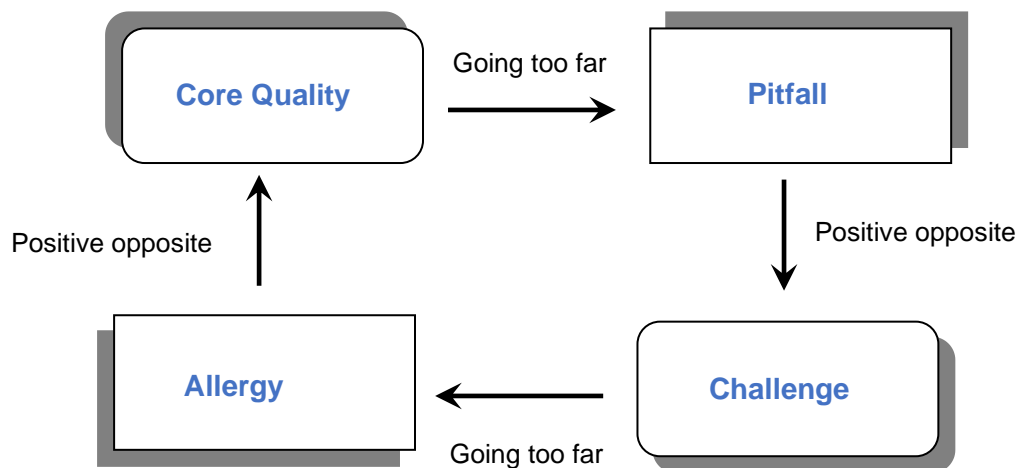 Core Quality
Going too far
Pitfall
Positive opposite
Positive opposite
Allergy
Going too far
Challenge